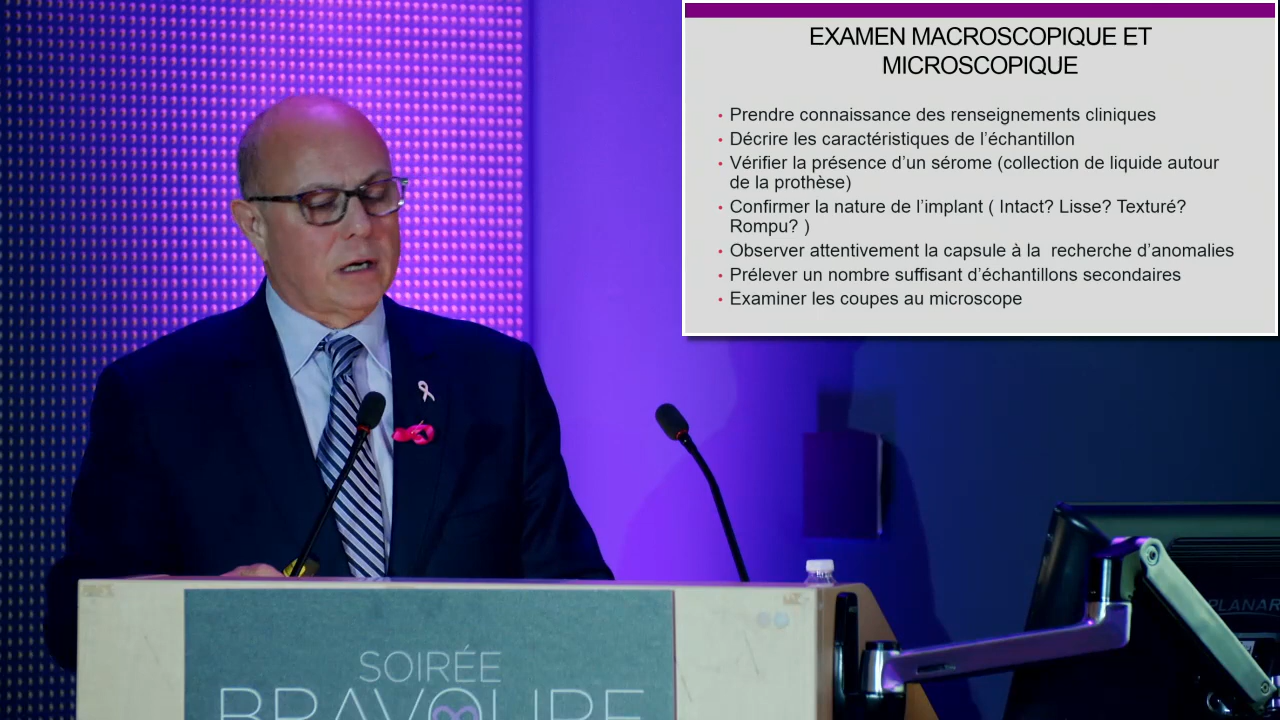 EXAMEN MACROSCOPIQUE ET
MICROSCOPIQUE
• Prendre connaissance des renseignements cliniques
• Décrire les caractéristiques de l'échantillon
• Vérifier la présence d'un sérome (collection de liquide autour
de la prothèse)
• Confirmer la nature de l'implant ( Intact? Lisse? Texturé?
Rompu? )
• Observer attentivement la capsule à la  recherche d'anomalies
• Prélever un nombre suffisant d'échantillons secondaires
• Examiner les coupes au microscope
PLANAR
SOIRÉE
BRAVOURE